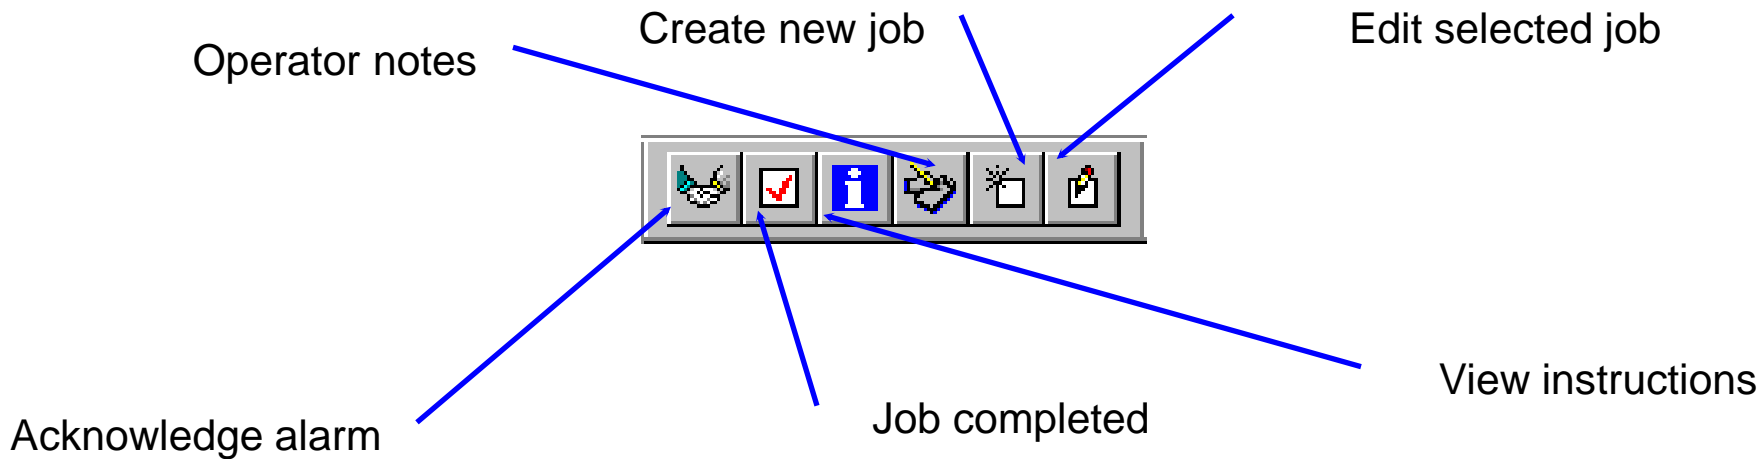 Create new job
Edit selected job
Operator notes
View instructions
Job completed
Acknowledge alarm